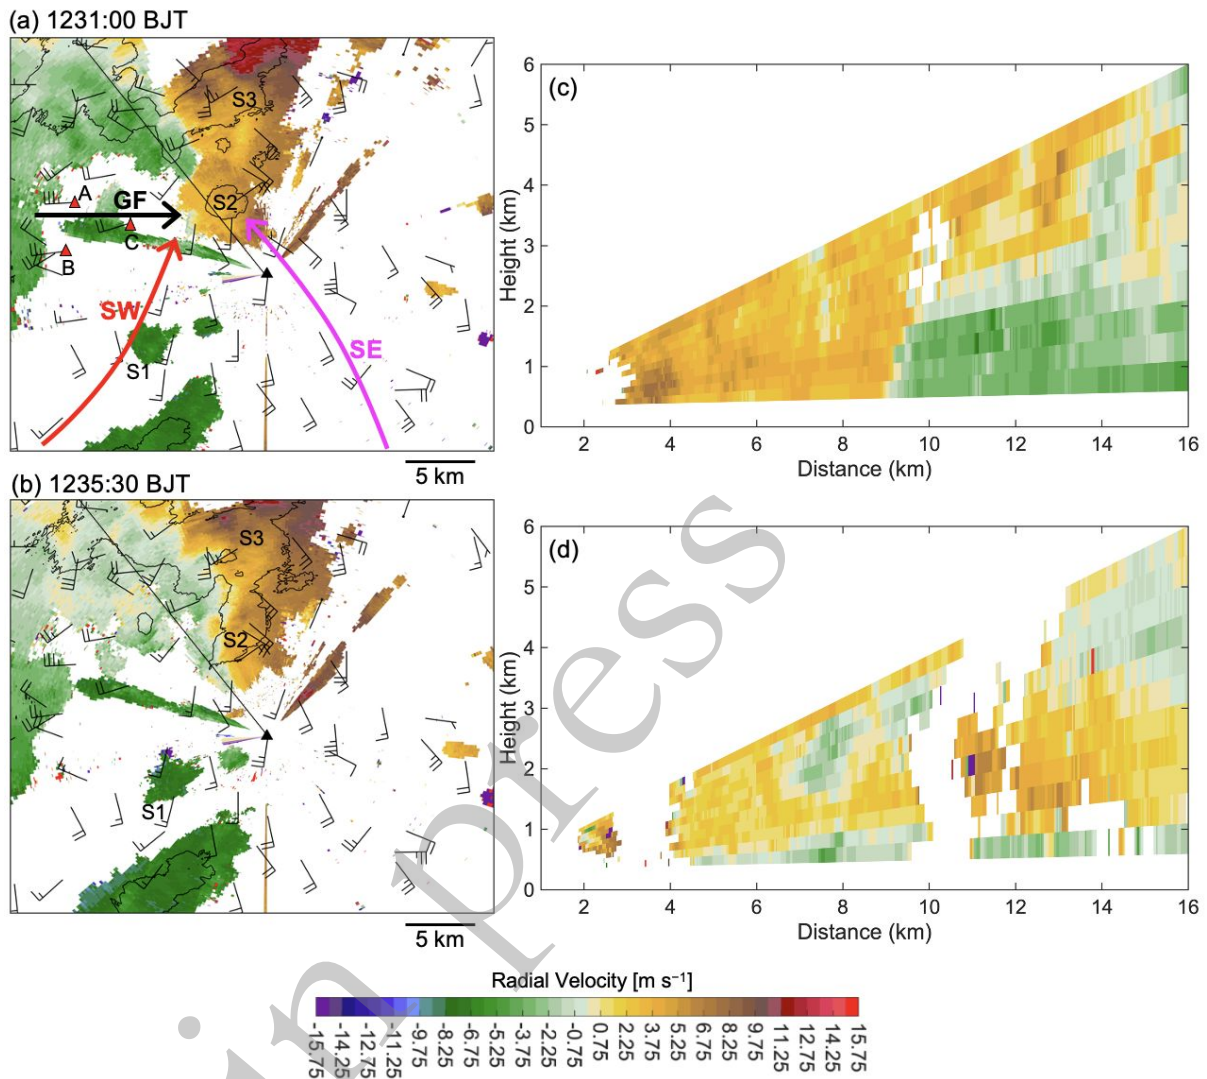 (a) 1231:00 BJT
S3
A
GF
S2
C
B
SW
SE
S1
5 km
(b) 1235:30 BJT
S3
S2
S1
5 km
(c)
6
5
4
3
2
1
0
Height (km)
2 4 6 8 10 12 14 16
Distance (km)
(d)
6
5
4
3
2
1
0
Height (km)
2 4 6 8 10 12 14 16
Distance (km)
in press
Radial Velocity [m s⁻¹]
-15.75 -14.25 -12.75 -11.25 -9.75 -8.25 -5.25 -3.75 -2.25 -0.75 0.75 2.25 3.75 5.25 6.75 8.25 9.75 11.25 12.75 14.25 15.75